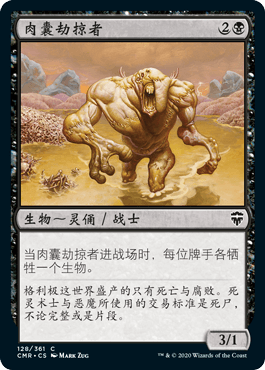 肉囊劫掠者 2
生物～灵俑 / 战士
当肉囊劫掠者进战场时，每位牌手各牺
牲一个生物。
格利极这世界盛产的只有死亡与腐败。死
灵术士与恶魔所使用的交易标准是死尸，
不论完整或是片段。
3/1
128/361 C
CMR • CS MARK ZUG
™ & © 2020 Wizards of the Coast